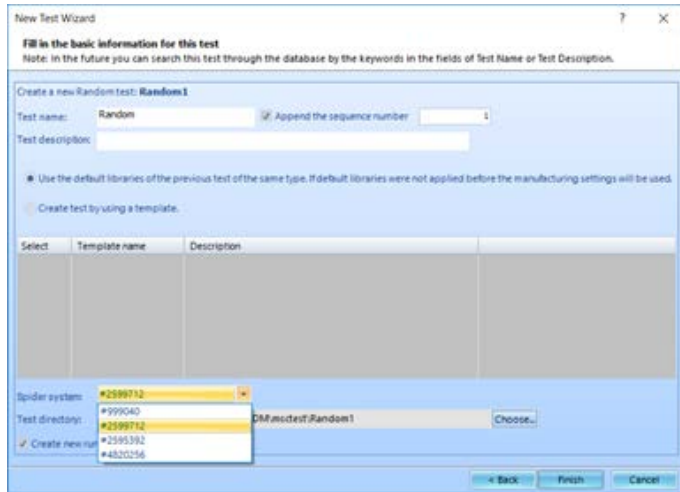 New Test Wizard ? ×
Fill in the basic information for this test
Note: In the future you can search this test through the database by the keywords in the fields of Test Name or Test Description.
Create a new Random test: Random1
Test name: Random Append the sequence number 1
Test description:
Use the default libraries of the previous test of the same type. If default libraries were not applied before the manufacturing settings will be used.
Create test by using a template.
Select Template name Description
Spider system: #2599712
#999040
Test directory: DM\msctest\Random1 Choose...
#2599712
Create new run #2595392
#4820256
< Back Finish Cancel